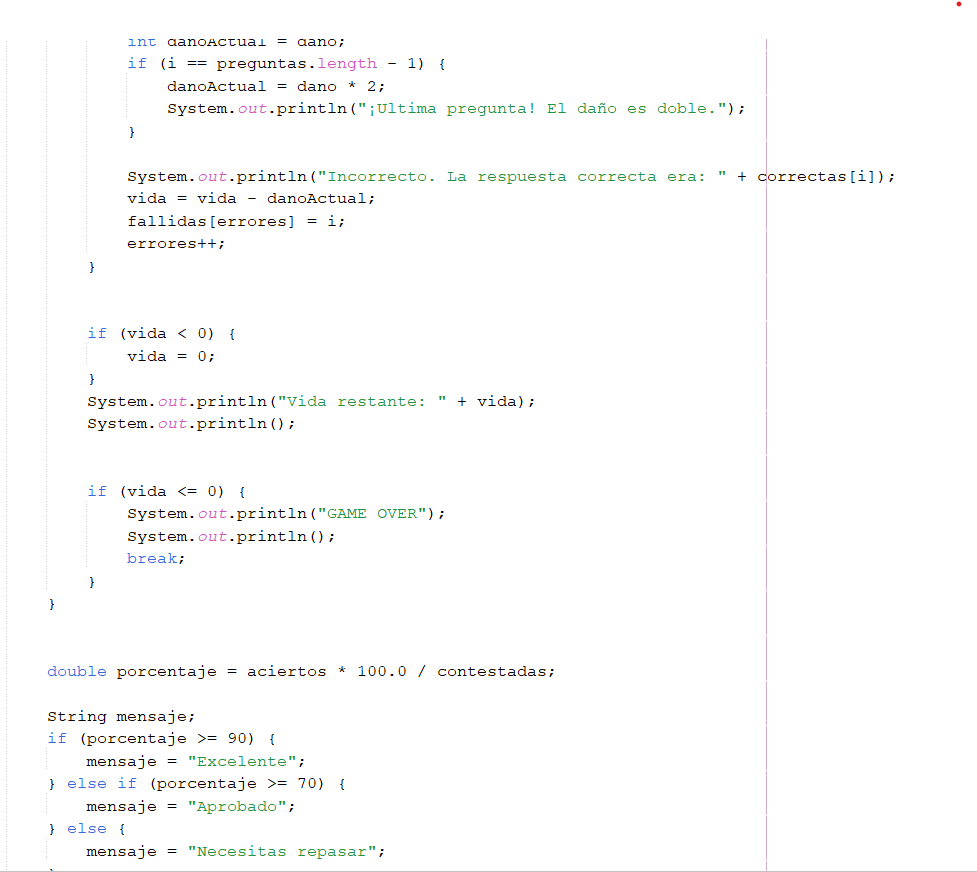 int danoActual = dano;
if (i == preguntas.length - 1) {
danoActual = dano * 2;
System.out.println("¡Ultima pregunta! El daño es doble.");
}
System.out.println("Incorrecto. La respuesta correcta era: " + correctas[i]);
vida = vida - danoActual;
fallidas[errores] = i;
errores++;
}
if (vida < 0) {
vida = 0;
}
System.out.println("Vida restante: " + vida);
System.out.println();
if (vida <= 0) {
System.out.println("GAME OVER");
System.out.println();
break;
}
}
double porcentaje = aciertos * 100.0 / contestadas;
String mensaje;
if (porcentaje >= 90) {
mensaje = "Excelente";
} else if (porcentaje >= 70) {
mensaje = "Aprobado";
} else {
mensaje = "Necesitas repasar";